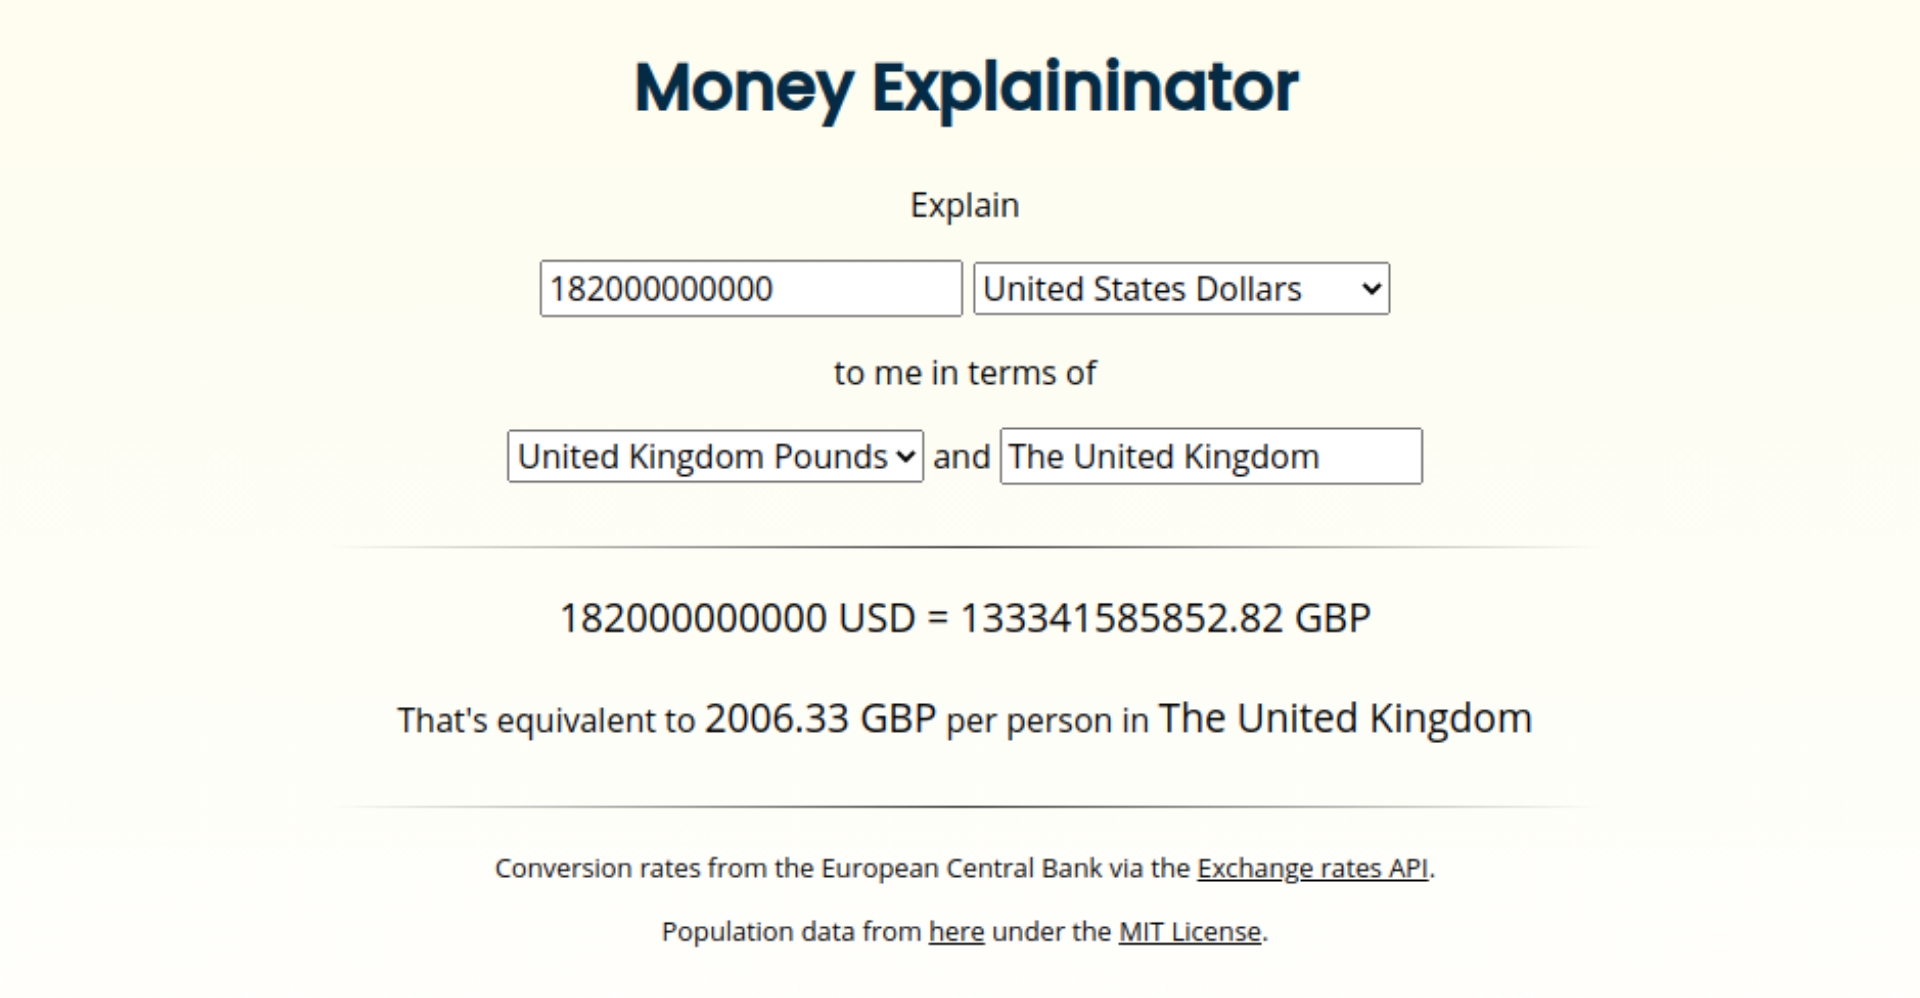 Money Explaininator
Explain
182000000000 United States Dollars
to me in terms of
United Kingdom Pounds and The United Kingdom
182000000000 USD = 133341585852.82 GBP
That's equivalent to 2006.33 GBP per person in The United Kingdom
Conversion rates from the European Central Bank via the Exchange rates API.
Population data from here under the MIT License.